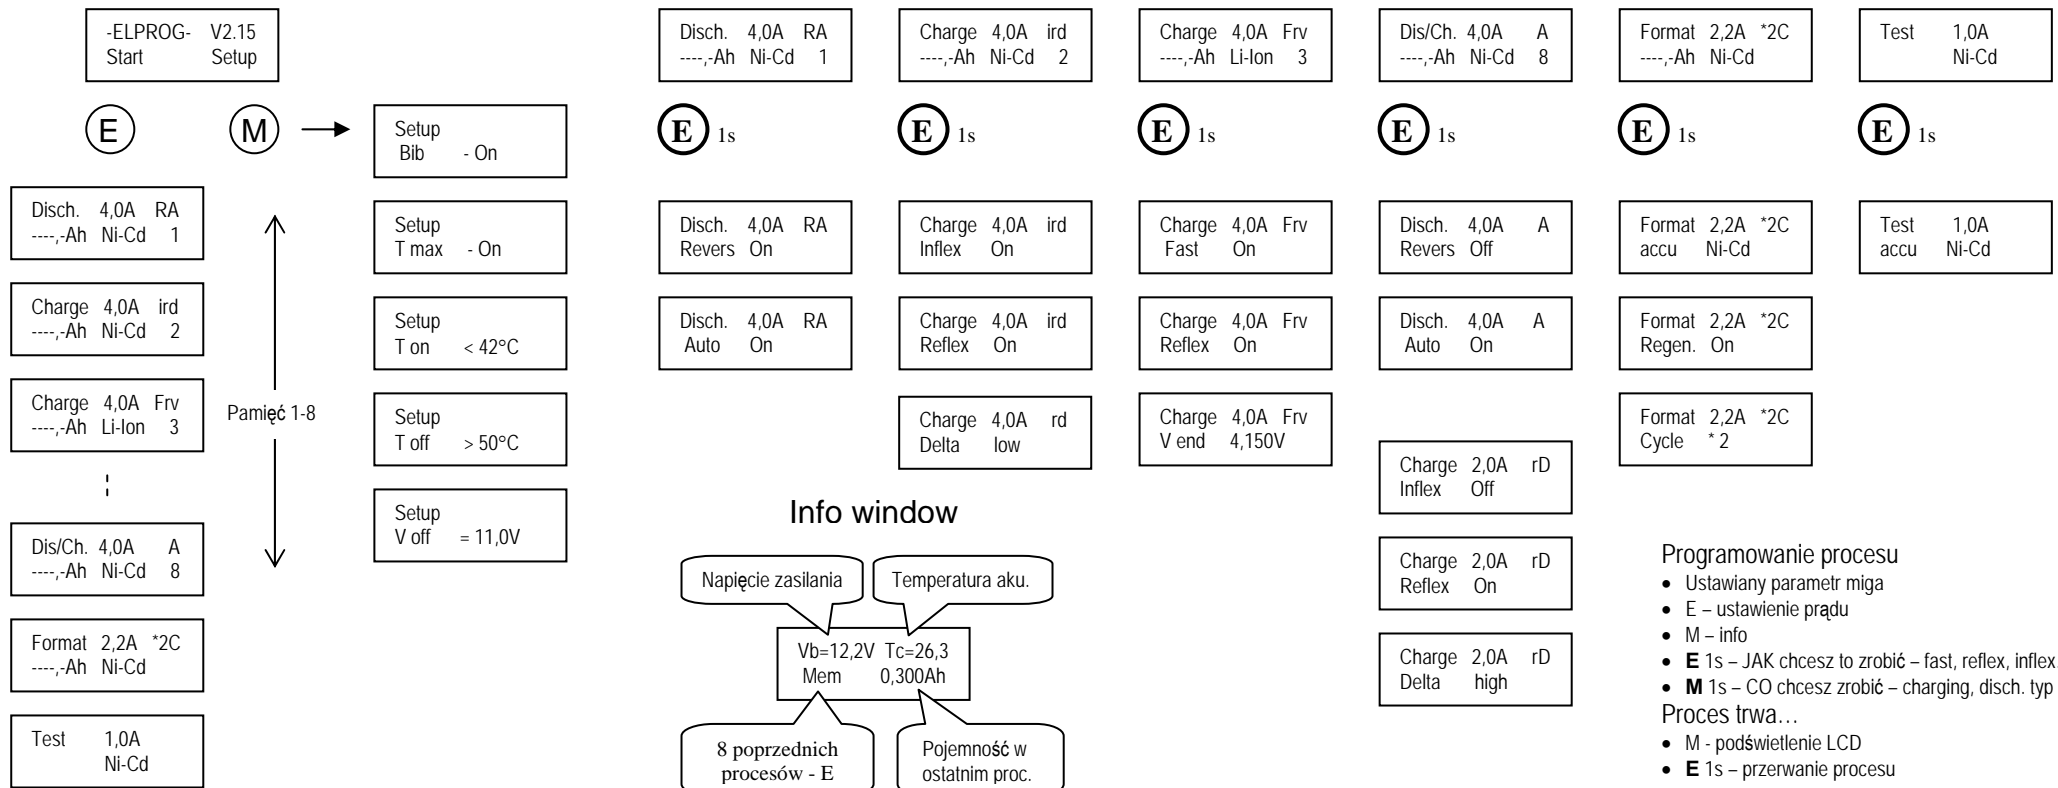 -ELPROG- V2.15
Start Setup
E
M
Disch. 4,0A RA
----,-Ah Ni-Cd 1
Charge 4,0A ird
----,-Ah Ni-Cd 2
Charge 4,0A Frv
----,-Ah Li-Ion 3
Dis/Ch. 4,0A A
----,-Ah Ni-Cd 8
Format 2,2A *2C
----,-Ah Ni-Cd
Test 1,0A
Ni-Cd
Pamięć 1-8
Setup
Bib - On
Setup
T max - On
Setup
T on < 42°C
Setup
T off > 50°C
Setup
V off = 11,0V
Disch. 4,0A RA
----,-Ah Ni-Cd 1
E 1s
Disch. 4,0A RA
Revers On
Disch. 4,0A RA
Auto On
Charge 4,0A ird
----,-Ah Ni-Cd 2
E 1s
Charge 4,0A ird
Inflex On
Charge 4,0A ird
Reflex On
Charge 4,0A rd
Delta low
Charge 4,0A Frv
----,-Ah Li-Ion 3
E 1s
Charge 4,0A Frv
Fast On
Charge 4,0A Frv
Reflex On
Charge 4,0A Frv
V end 4,150V
Dis/Ch. 4,0A A
----,-Ah Ni-Cd 8
E 1s
Disch. 4,0A A
Revers Off
Disch. 4,0A A
Auto On
Charge 2,0A rD
Inflex Off
Charge 2,0A rD
Reflex On
Charge 2,0A rD
Delta high
Format 2,2A *2C
----,-Ah Ni-Cd
E 1s
Format 2,2A *2C
accu Ni-Cd
Format 2,2A *2C
Regen. On
Format 2,2A *2C
Cycle * 2
Test 1,0A
Ni-Cd
E 1s
Test 1,0A
accu Ni-Cd
Info window
Napięcie zasilania
Temperatura aku.
Vb=12,2V Tc=26,3
Mem 0,300Ah
8 poprzednich
procesów - E
Pojemność w
ostatnim proc.
Programowanie procesu
• Ustawiany parametr miga
• E – ustawienie prądu
• M – info
• E 1s – JAK chcesz to zrobić – fast, reflex, inflex
• M 1s – CO chcesz zrobić – charging, disch. typ
Proces trwa…
• M - podświetlenie LCD
• E 1s – przerwanie procesu